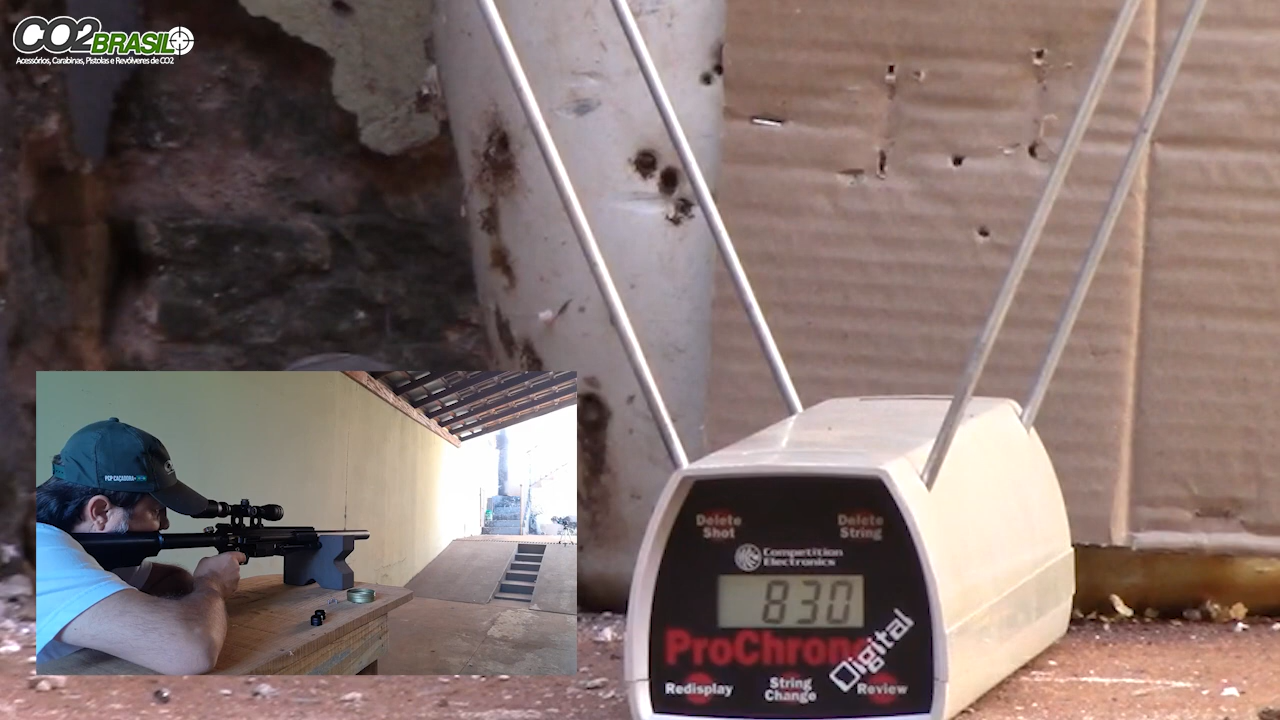 CO2BRASIL
Acessórios, Carabinas, Pistolas e Revólveres de CO2
Delete Shot
Delete String
Competition Electronics
830
ProChrono
Digital
Redisplay
String Change
Review